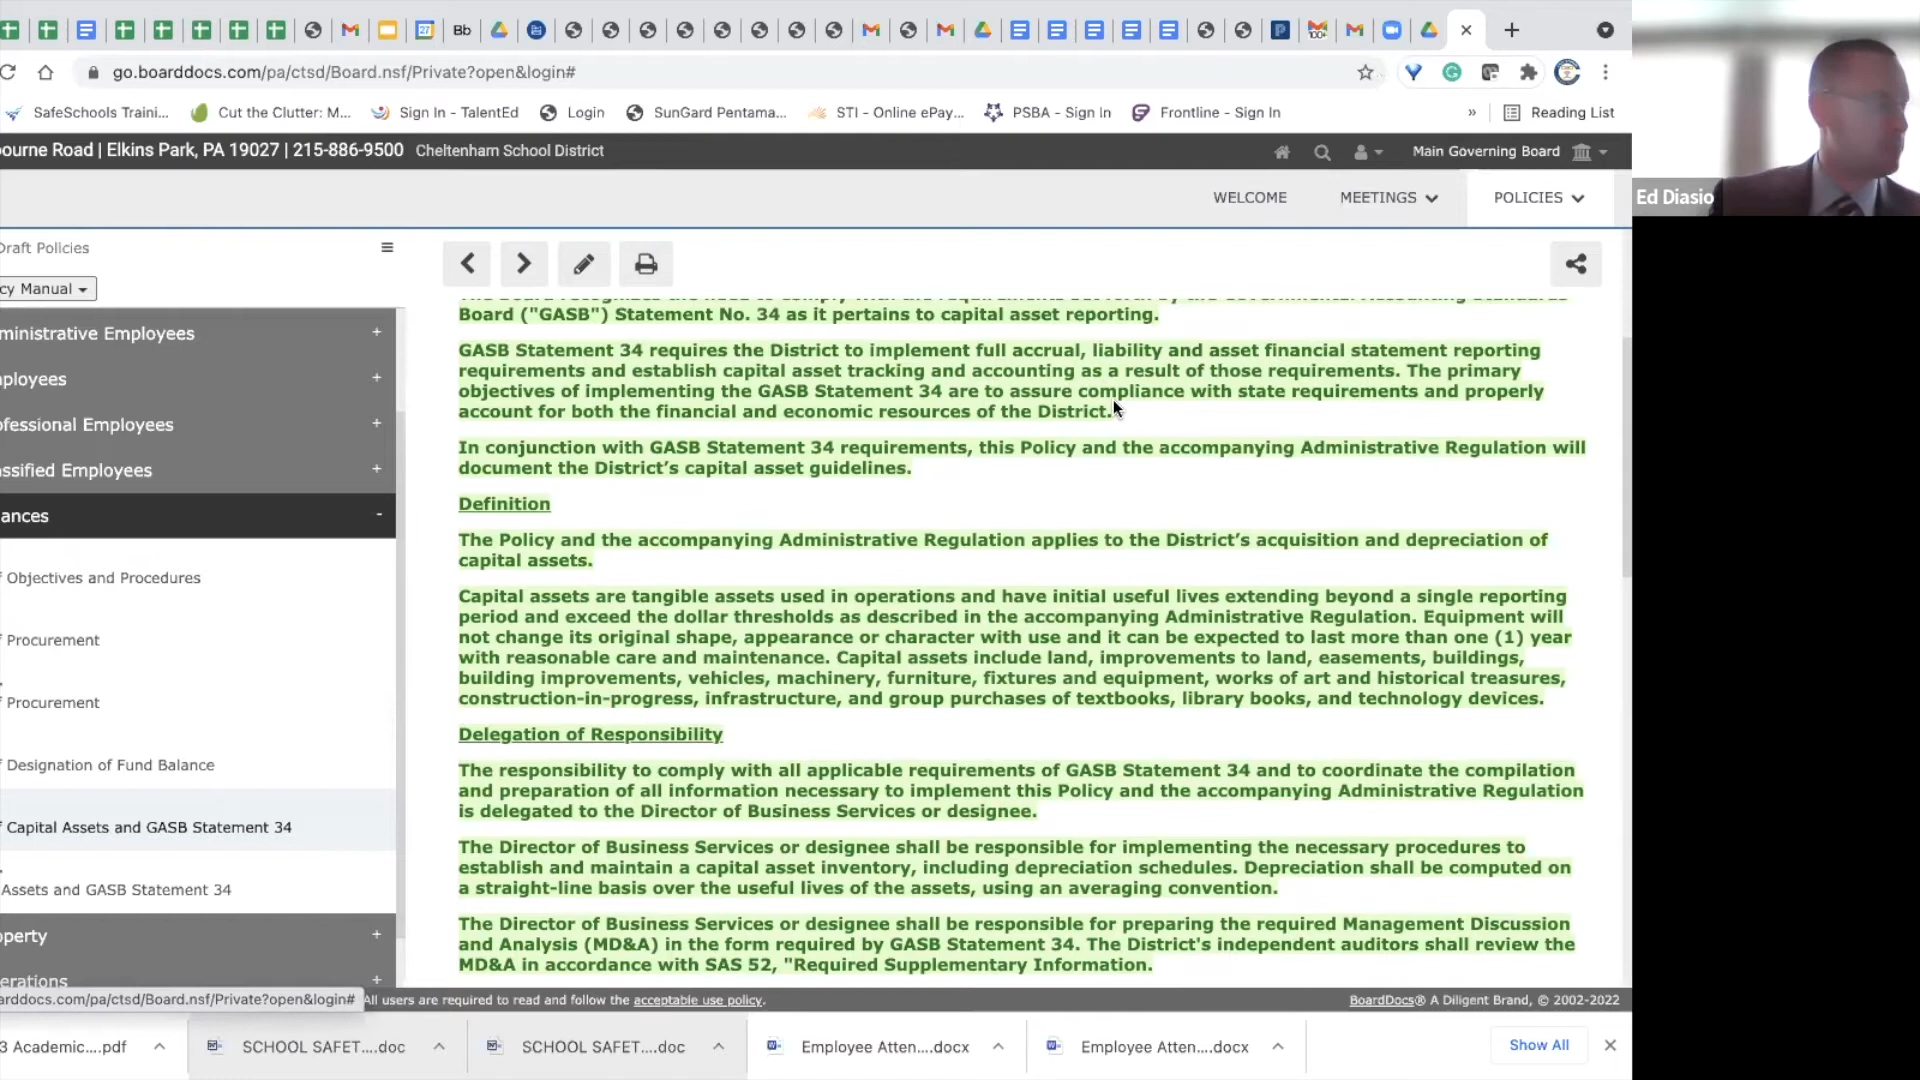 Bb
go.boarddocs.com/pa/ctsd/Board.nsf/Private?open&login#
SafeSchools Traini...
Cut the Clutter: M...
Sign In - TalentEd
Login
SunGard Pentama...
STI - Online ePay...
PSBA - Sign In
Frontline - Sign In
»
Reading List
ourne Road | Elkins Park, PA 19027 | 215-886-9500 Cheltenham School District
Main Governing Board
WELCOME
MEETINGS
POLICIES
Ed Diasio
Draft Policies
cy Manual
ministrative Employees +
ployees +
ofessional Employees +
assified Employees +
ances -
f Objectives and Procedures
f Procurement
Procurement
f Designation of Fund Balance
f Capital Assets and GASB Statement 34
Assets and GASB Statement 34
operty +
erations +
Board ("GASB") Statement No. 34 as it pertains to capital asset reporting.
GASB Statement 34 requires the District to implement full accrual, liability and asset financial statement reporting
requirements and establish capital asset tracking and accounting as a result of those requirements. The primary
objectives of implementing the GASB Statement 34 are to assure compliance with state requirements and properly
account for both the financial and economic resources of the District.
In conjunction with GASB Statement 34 requirements, this Policy and the accompanying Administrative Regulation will
document the District’s capital asset guidelines.
Definition
The Policy and the accompanying Administrative Regulation applies to the District’s acquisition and depreciation of
capital assets.
Capital assets are tangible assets used in operations and have initial useful lives extending beyond a single reporting
period and exceed the dollar thresholds as described in the accompanying Administrative Regulation. Equipment will
not change its original shape, appearance or character with use and it can be expected to last more than one (1) year
with reasonable care and maintenance. Capital assets include land, improvements to land, easements, buildings,
building improvements, vehicles, machinery, furniture, fixtures and equipment, works of art and historical treasures,
construction-in-progress, infrastructure, and group purchases of textbooks, library books, and technology devices.
Delegation of Responsibility
The responsibility to comply with all applicable requirements of GASB Statement 34 and to coordinate the compilation
and preparation of all information necessary to implement this Policy and the accompanying Administrative Regulation
is delegated to the Director of Business Services or designee.
The Director of Business Services or designee shall be responsible for implementing the necessary procedures to
establish and maintain a capital asset inventory, including depreciation schedules. Depreciation shall be computed on
a straight-line basis over the useful lives of the assets, using an averaging convention.
The Director of Business Services or designee shall be responsible for preparing the required Management Discussion
and Analysis (MD&A) in the form required by GASB Statement 34. The District's independent auditors shall review the
MD&A in accordance with SAS 52, "Required Supplementary Information.
arddocs.com/pa/ctsd/Board.nsf/Private?open&login#
All users are required to read and follow the acceptable use policy.
BoardDocs® A Diligent Brand, © 2002-2022
3 Academic....pdf
SCHOOL SAFET....doc
SCHOOL SAFET....doc
Employee Atten....docx
Employee Atten....docx
Show All